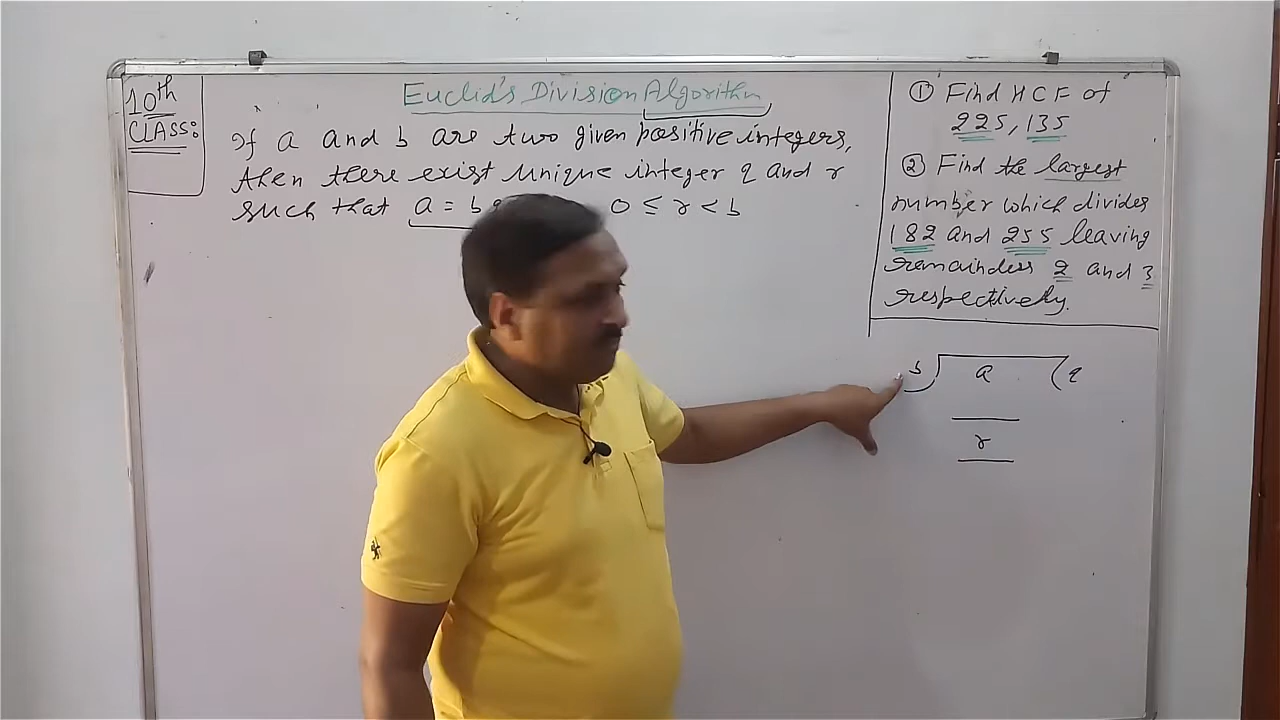 10th
CLASS:
Euclid's Division Algorithm
If a and b are two given positive integers,
then there exist unique integer q and r
such that a = b 0 ≤ r < b
① Find HCF of
225, 135
② Find the largest
number which divides
182 and 255 leaving
remainders 2 and 3
respectively.
b a q
r